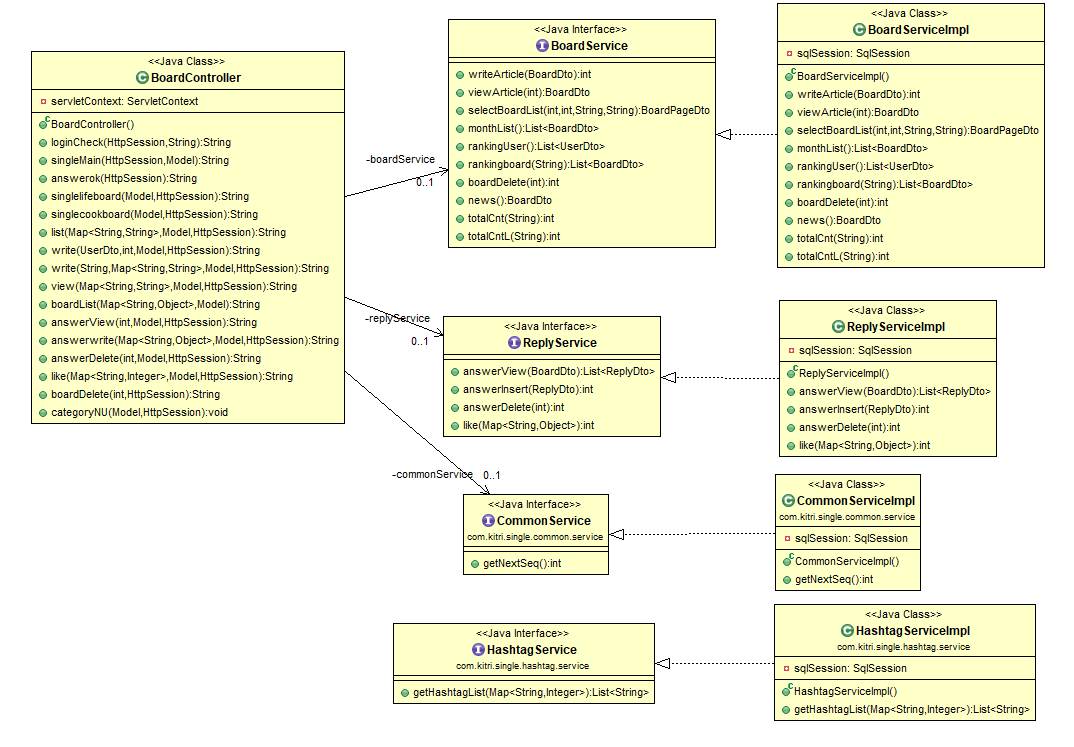 <<Java Class>>
BoardController
servletContext: ServletContext
BoardController()
loginCheck(HttpSession,String):String
singleMain(HttpSession,Model):String
answerok(HttpSession):String
singlelifeboard(Model,HttpSession):String
singlecookboard(Model,HttpSession):String
list(Map<String,String>,Model,HttpSession):String
write(UserDto,int,Model,HttpSession):String
write(String,Map<String,String>,Model,HttpSession):String
view(Map<String,String>,Model,HttpSession):String
boardList(Map<String,Object>,Model):String
answerView(int,Model,HttpSession):String
answerwrite(Map<String,Object>,Model,HttpSession):String
answerDelete(int,Model,HttpSession):String
like(Map<String,Integer>,Model,HttpSession):String
boardDelete(int,HttpSession):String
categoryNU(Model,HttpSession):void
-boardService
0..1
-replyService
0..1
-commonService
0..1
<<Java Interface>>
BoardService
writeArticle(BoardDto):int
viewArticle(int):BoardDto
selectBoardList(int,int,String,String):BoardPageDto
monthList():List<BoardDto>
rankingUser():List<UserDto>
rankingboard(String):List<BoardDto>
boardDelete(int):int
news():BoardDto
totalCnt(String):int
totalCntL(String):int
<<Java Class>>
BoardServiceImpl
sqlSession: SqlSession
BoardServiceImpl()
writeArticle(BoardDto):int
viewArticle(int):BoardDto
selectBoardList(int,int,String,String):BoardPageDto
monthList():List<BoardDto>
rankingUser():List<UserDto>
rankingboard(String):List<BoardDto>
boardDelete(int):int
news():BoardDto
totalCnt(String):int
totalCntL(String):int
<<Java Interface>>
ReplyService
answerView(BoardDto):List<ReplyDto>
answerInsert(ReplyDto):int
answerDelete(int):int
like(Map<String,Object>):int
<<Java Class>>
ReplyServiceImpl
sqlSession: SqlSession
ReplyServiceImpl()
answerView(BoardDto):List<ReplyDto>
answerInsert(ReplyDto):int
answerDelete(int):int
like(Map<String,Object>):int
<<Java Interface>>
CommonService
com.kitri.single.common.service
getNextSeq():int
<<Java Class>>
CommonServiceImpl
com.kitri.single.common.service
sqlSession: SqlSession
CommonServiceImpl()
getNextSeq():int
<<Java Interface>>
HashtagService
com.kitri.single.hashtag.service
getHashtagList(Map<String,Integer>):List<String>
<<Java Class>>
HashtagServiceImpl
com.kitri.single.hashtag.service
sqlSession: SqlSession
HashtagServiceImpl()
getHashtagList(Map<String,Integer>):List<String>